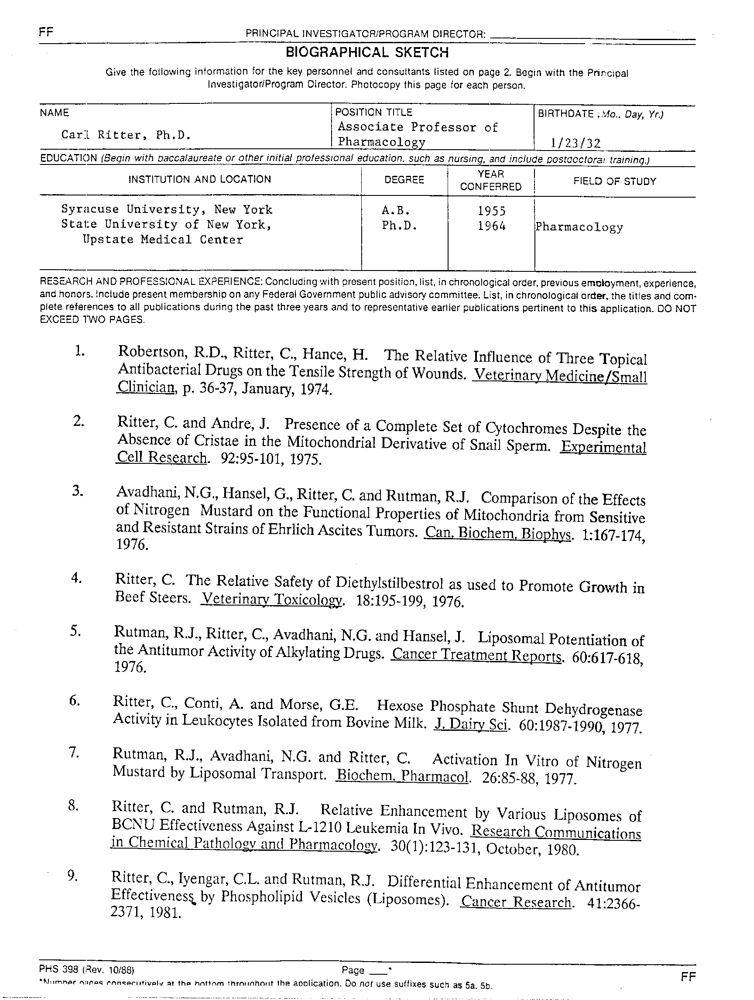 FF
PRINCIPAL INVESTIGATOR/PROGRAM DIRECTOR:
BIOGRAPHICAL SKETCH
Give the following information for the key personnel and consultants listed on page 2. Begin with the Principal
Investigator/Program Director. Photocopy this page for each person.
NAME
Carl Ritter, Ph.D.
POSITION TITLE
Associate Professor of
Pharmacology
BIRTHDATE (Mo., Day, Yr.)
1/23/32
EDUCATION (Begin with baccalaureate or other initial professional education, such as nursing, and include postdoctoral training.)
INSTITUTION AND LOCATION
DEGREE
YEAR
CONFERRED
FIELD OF STUDY
Syracuse University, New York A.B. 1955
State University of New York, Ph.D. 1964 Pharmacology
Upstate Medical Center
RESEARCH AND PROFESSIONAL EXPERIENCE: Concluding with present position, list, in chronological order, previous employment, experience,
and honors. Include present membership on any Federal Government public advisory committee. List, in chronological order, the titles and com-
plete references to all publications during the past three years and to representative earlier publications pertinent to this application. DO NOT
EXCEED TWO PAGES.
1. Robertson, R.D., Ritter, C., Hance, H. The Relative Influence of Three Topical
Antibacterial Drugs on the Tensile Strength of Wounds. Veterinary Medicine/Small
Clinician, p. 36-37, January, 1974.
2. Ritter, C. and Andre, J. Presence of a Complete Set of Cytochromes Despite the
Absence of Cristae in the Mitochondrial Derivative of Snail Sperm. Experimental
Cell Research. 92:95-101, 1975.
3. Avadhani, N.G., Hansel, G., Ritter, C. and Rutman, R.J. Comparison of the Effects
of Nitrogen Mustard on the Functional Properties of Mitochondria from Sensitive
and Resistant Strains of Ehrlich Ascites Tumors. Can. Biochem. Biophys. 1:167-174,
1976.
4. Ritter, C. The Relative Safety of Diethylstilbestrol as used to Promote Growth in
Beef Steers. Veterinary Toxicology. 18:195-199, 1976.
5. Rutman, R.J., Ritter, C., Avadhani, N.G. and Hansel, J. Liposomal Potentiation of
the Antitumor Activity of Alkylating Drugs. Cancer Treatment Reports. 60:617-618,
1976.
6. Ritter, C., Conti, A. and Morse, G.E. Hexose Phosphate Shunt Dehydrogenase
Activity in Leukocytes Isolated from Bovine Milk. J. Dairy Sci. 60:1987-1990, 1977.
7. Rutman, R.J., Avadhani, N.G. and Ritter, C. Activation In Vitro of Nitrogen
Mustard by Liposomal Transport. Biochem. Pharmacol. 26:85-88, 1977.
8. Ritter, C. and Rutman, R.J. Relative Enhancement by Various Liposomes of
BCNU Effectiveness Against L-1210 Leukemia In Vivo. Research Communications
in Chemical Pathology and Pharmacology. 30(1):123-131, October, 1980.
9. Ritter, C., Iyengar, C.L. and Rutman, R.J. Differential Enhancement of Antitumor
Effectiveness by Phospholipid Vesicles (Liposomes). Cancer Research. 41:2366-
2371, 1981.
PHS 398 (Rev. 10/88)
Page ___*
FF
*Number pages consecutively at the bottom throughout the application. Do not use suffixes such as 5a, 5b.